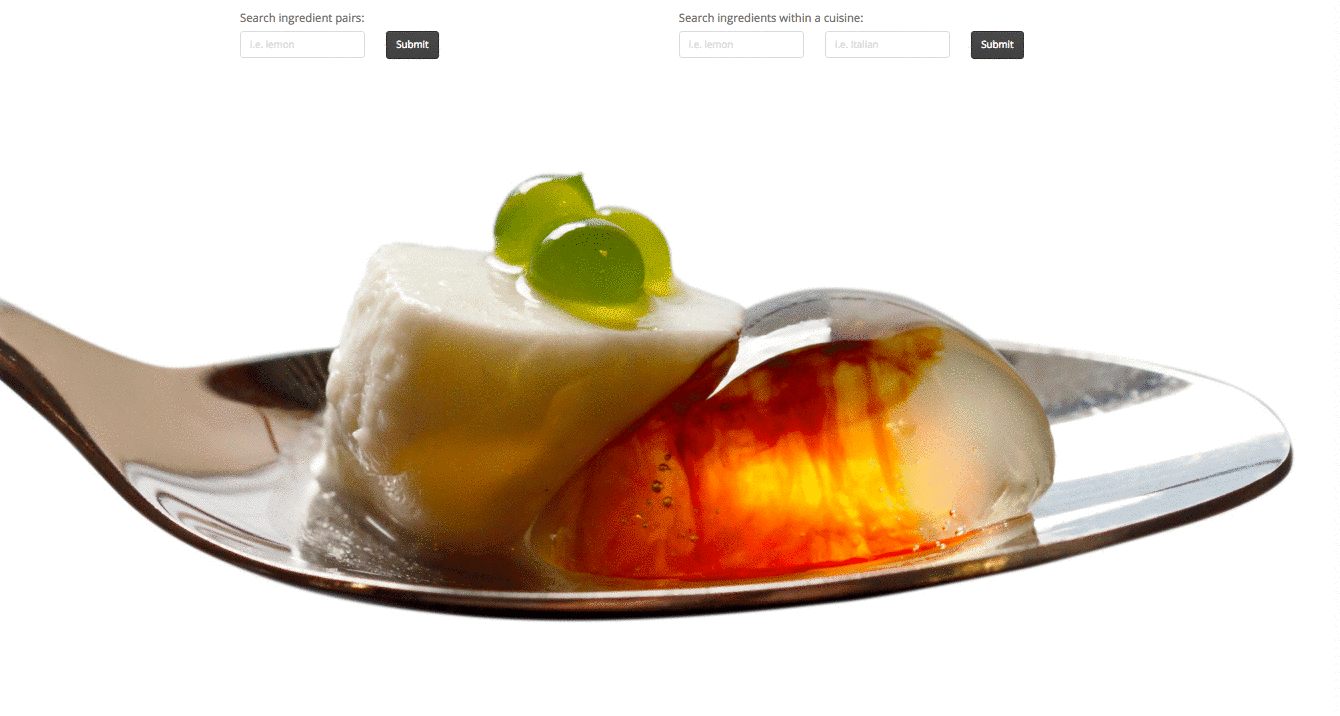 Search ingredient pairs:
i.e. lemon
Submit
Search ingredients within a cuisine:
i.e. lemon
i.e. Italian
Submit